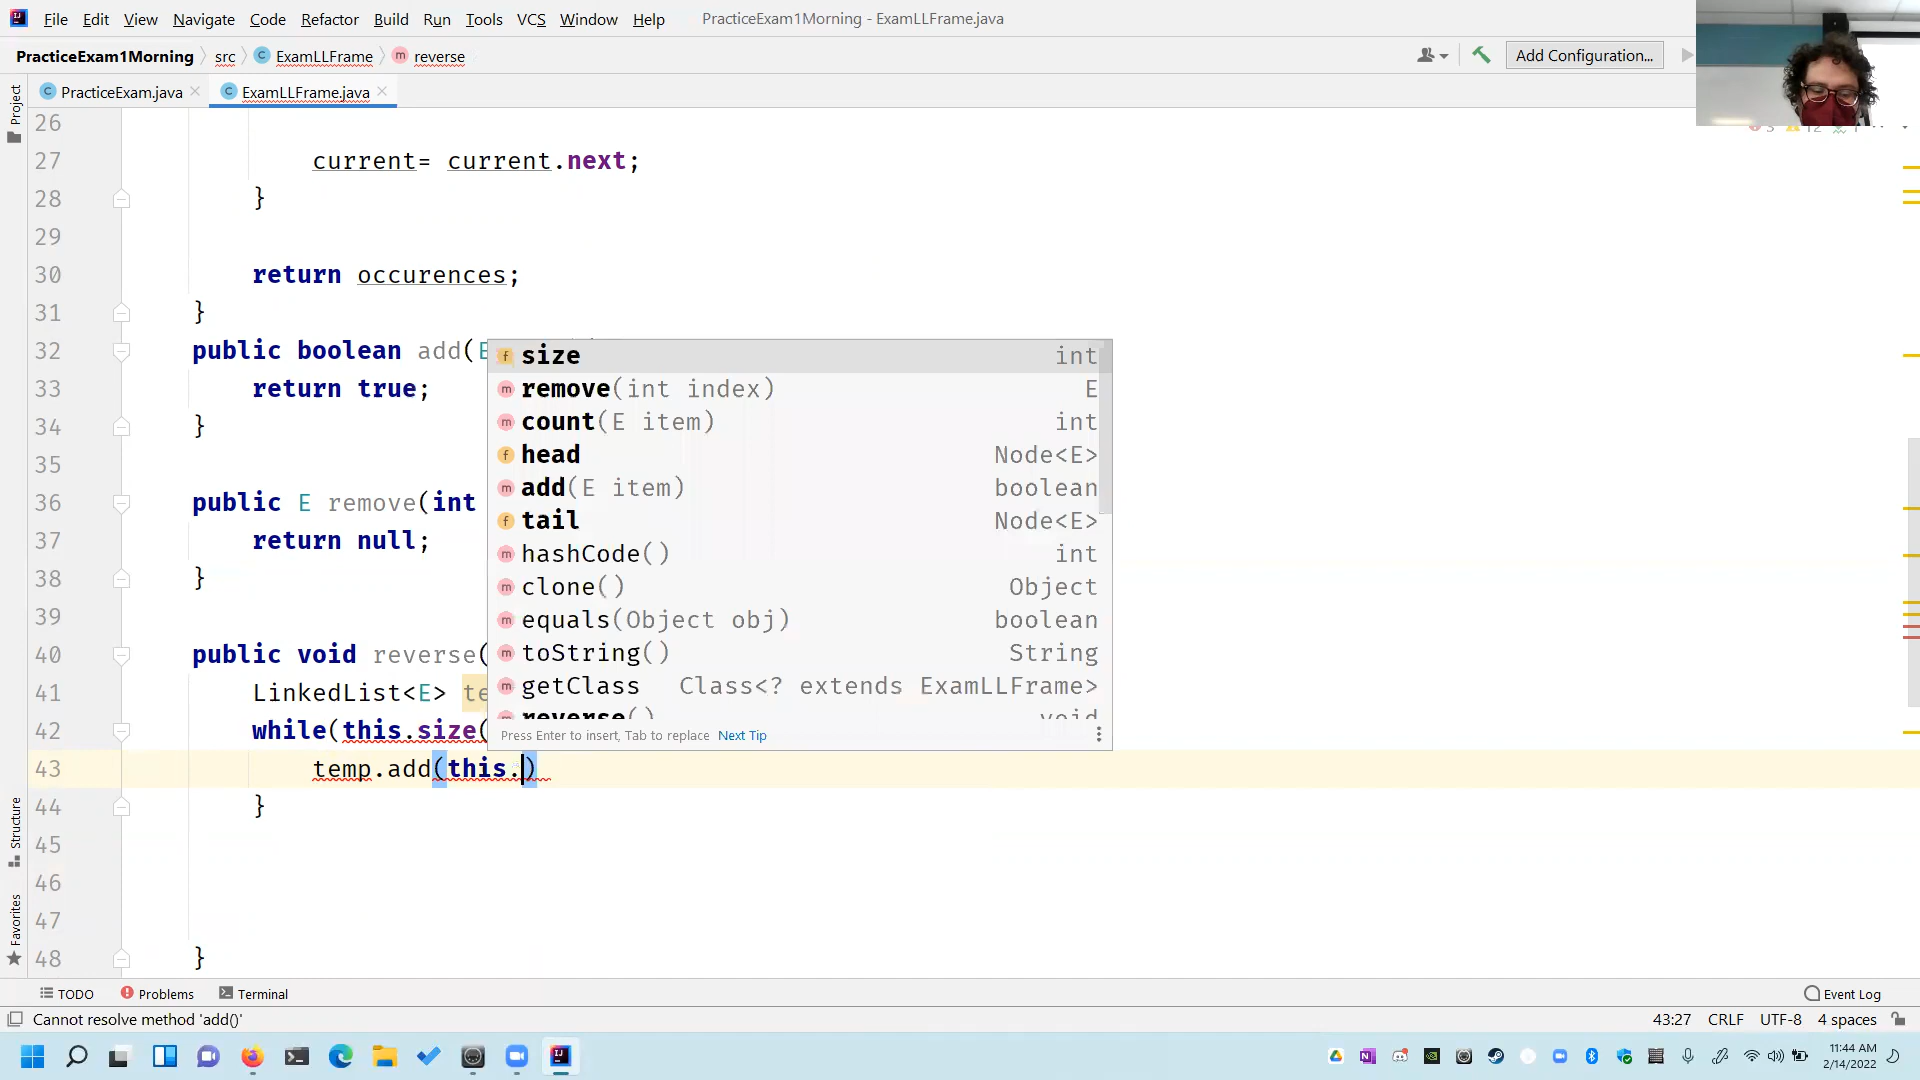 File Edit View Navigate Code Refactor Build Run Tools VCS Window Help PracticeExam1Morning - ExamLLFrame.java
PracticeExam1Morning src ExamLLFrame reverse Add Configuration...
PracticeExam.java ExamLLFrame.java
Project
26
27 current= current.next;
28 }
29
30 return occurences;
31 }
32 public boolean add(E
33 return true;
34 }
35
36 public E remove(int
37 return null;
38 }
39
40 public void reverse(
41 LinkedList<E> te
42 while(this.size(
43 temp.add(this.)
44 }
45
46
47
48 }
size int
remove(int index) E
count(E item) int
head Node<E>
add(E item) boolean
tail Node<E>
hashCode() int
clone() Object
equals(Object obj) boolean
toString() String
getClass Class<? extends ExamLLFrame>
reverse() void
Press Enter to insert, Tab to replace Next Tip
Structure
Favorites
TODO Problems Terminal Event Log
Cannot resolve method 'add()' 43:27 CRLF UTF-8 4 spaces
11:44 AM
2/14/2022